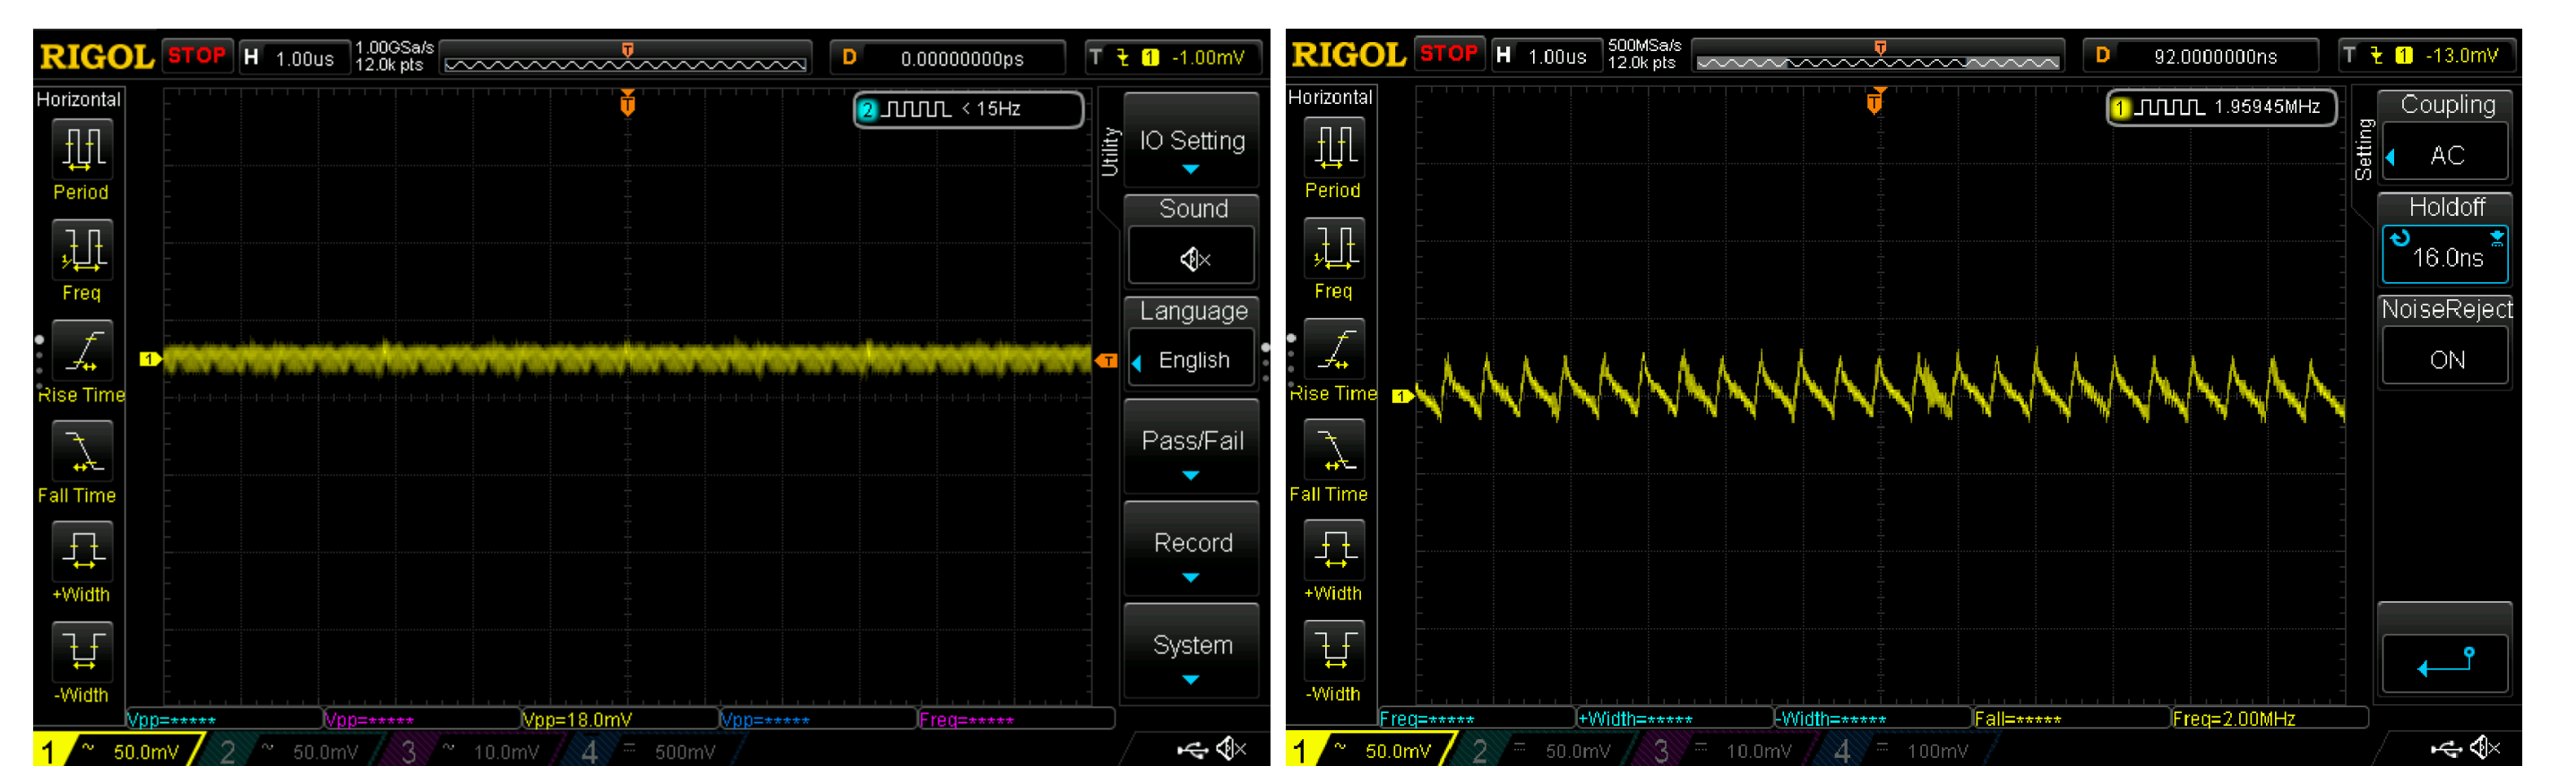 RIGOL STOP H 1.00us 1.00GSa/s 12.0k pts D 0.00000000ps T 1 -1.00mV
Horizontal
2 < 15Hz
Period
Freq
Rise Time
Fall Time
+Width
-Width
1
T
Utility
IO Setting
Sound
Language
English
Pass/Fail
Record
System
Vpp=***** Vpp=***** Vpp=18.0mV Vpp=***** Freq=*****
1 ~ 50.0mV 2 ~ 50.0mV 3 ~ 10.0mV 4 = 500mV
RIGOL STOP H 1.00us 500MSa/s 12.0k pts D 92.0000000ns T 1 -13.0mV
Horizontal
1 1.95945MHz
Period
Freq
Rise Time
Fall Time
+Width
-Width
T
1
Setting
Coupling
AC
Holdoff
16.0ns
NoiseReject
ON
Freq=***** +Width=***** -Width=***** Fall=***** Freq=2.00MHz
1 ~ 50.0mV 2 = 50.0mV 3 = 10.0mV 4 = 100mV